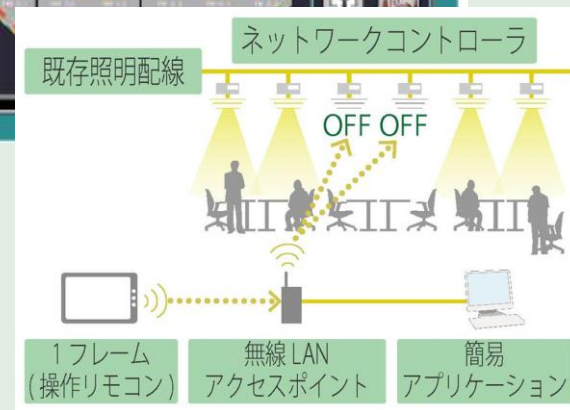 ネットワークコントローラ
既存照明配線
OFF OFF
1フレーム
(操作リモコン)
無線 LAN
アクセスポイント
簡易
アプリケーション